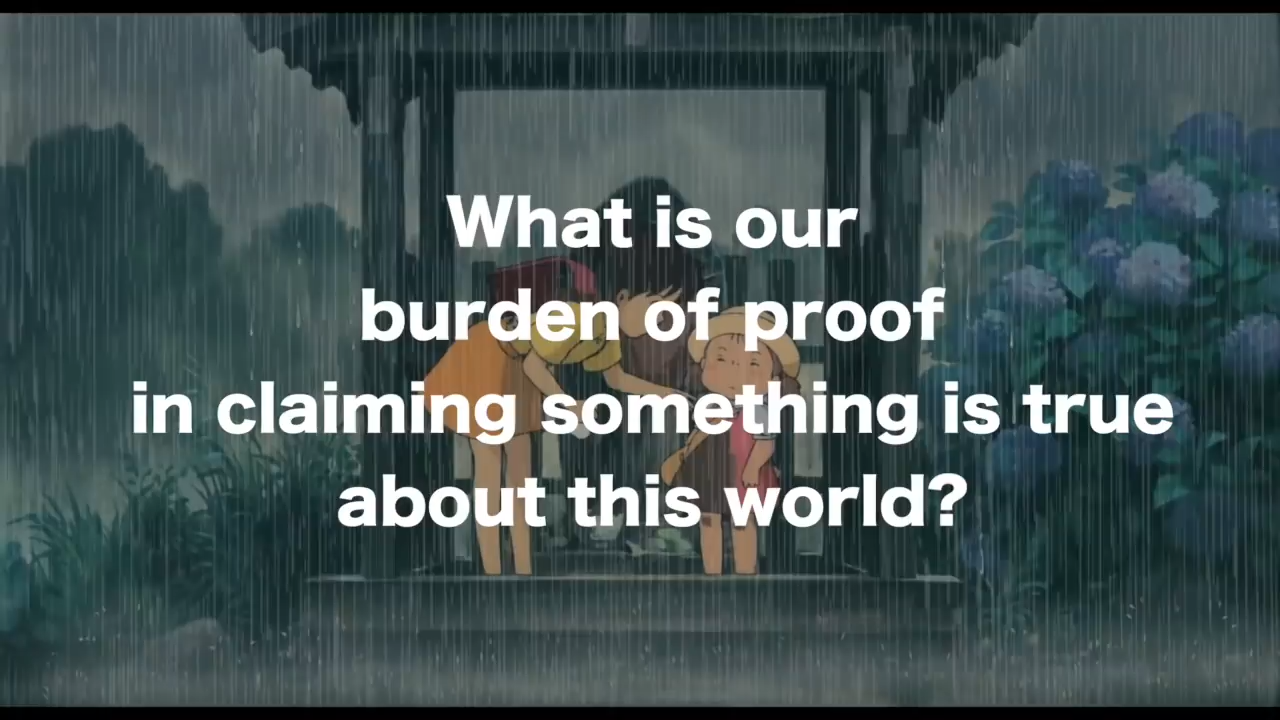 What is our
burden of proof
in claiming something is true
about this world?